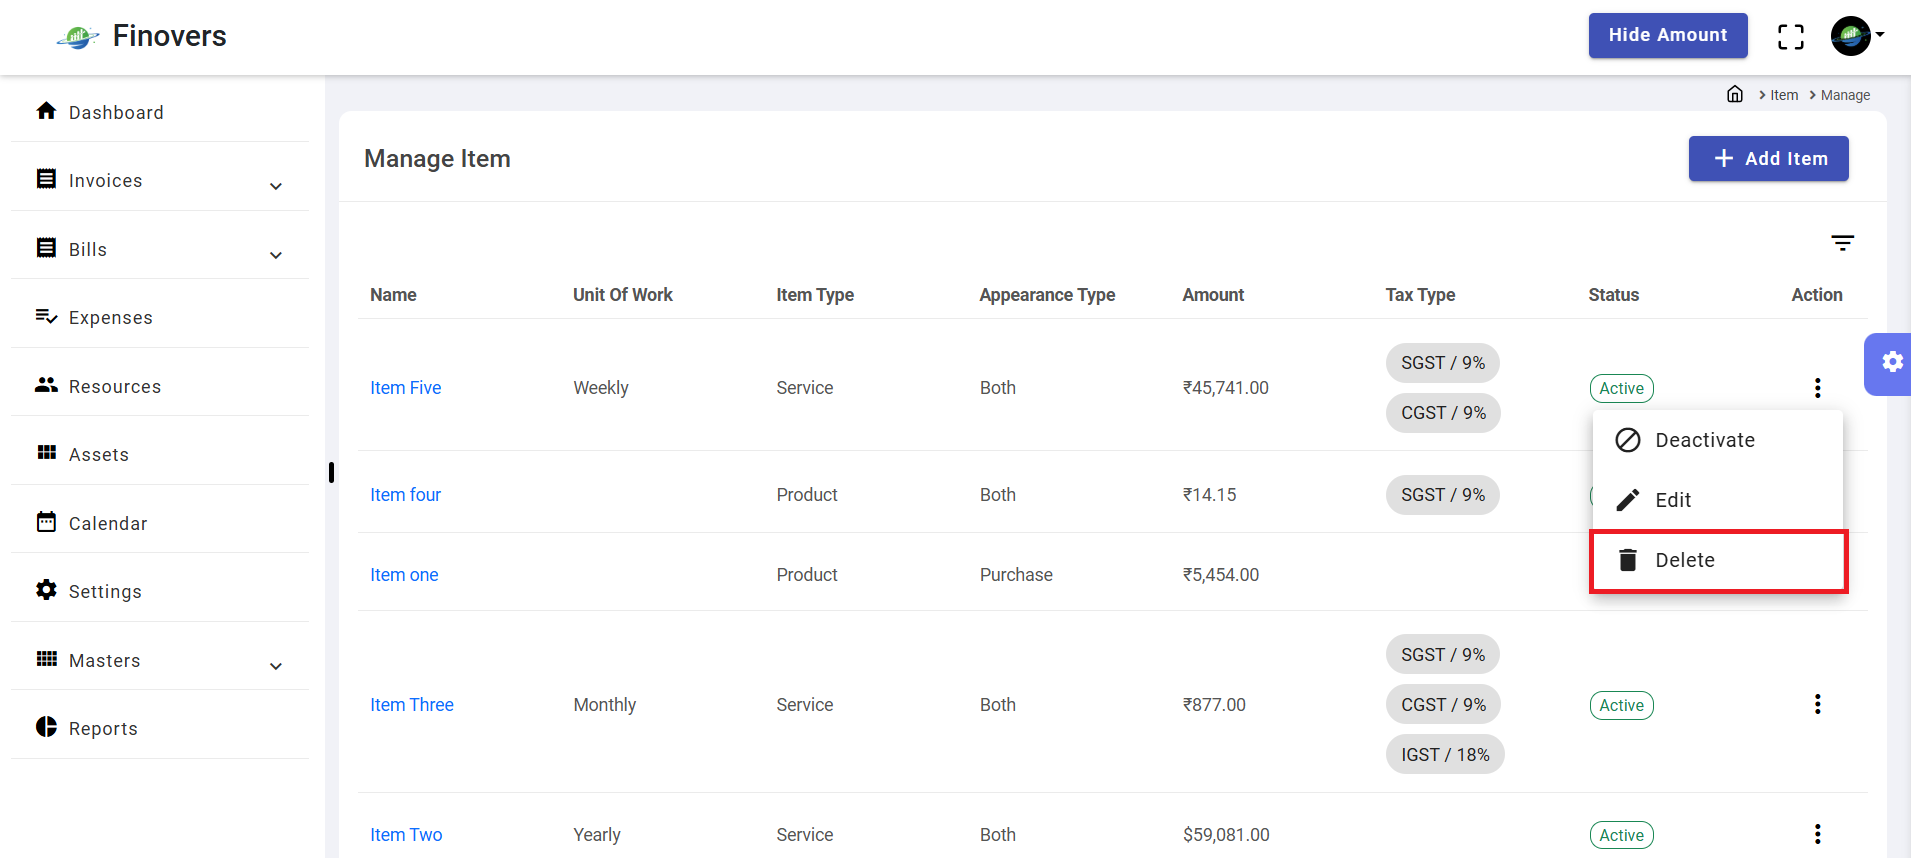 Finovers
Hide Amount
Dashboard
Invoices
Bills
Expenses
Resources
Assets
Calendar
Settings
Masters
Reports
Item Manage
Manage Item
Add Item
Name Unit Of Work Item Type Appearance Type Amount Tax Type Status Action
Item Five Weekly Service Both ₹45,741.00 SGST / 9% Active
CGST / 9%
Deactivate
Edit
Delete
Item four Product Both ₹14.15 SGST / 9%
Item one Product Purchase ₹5,454.00
Item Three Monthly Service Both ₹877.00 SGST / 9% Active
CGST / 9%
IGST / 18%
Item Two Yearly Service Both $59,081.00 Active